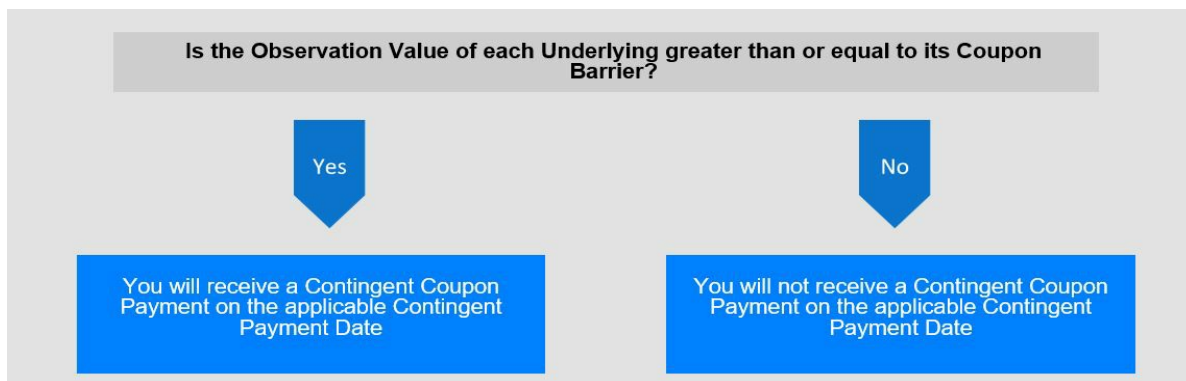 Is the Observation Value of each Underlying greater than or equal to its Coupon
Barrier?
Yes
No
You will receive a Contingent Coupon
Payment on the applicable Contingent
Payment Date
You will not receive a Contingent Coupon
Payment on the applicable Contingent
Payment Date